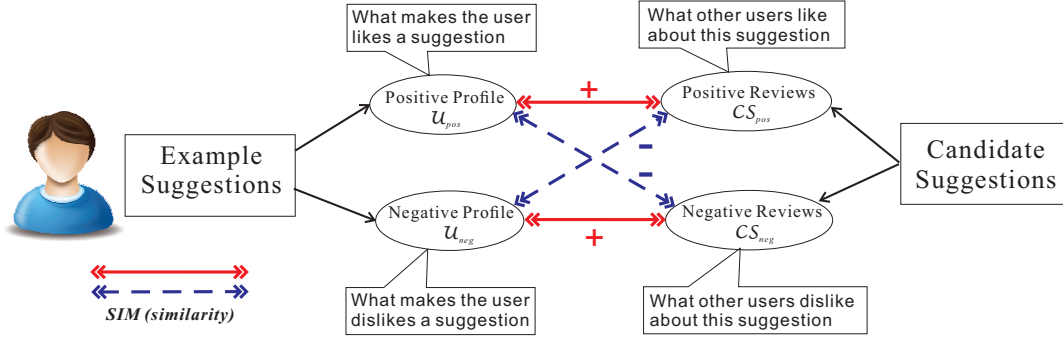 What makes the user
likes a suggestion
What other users like
about this suggestion
Positive Profile
U_pos
+
Positive Reviews
CS_pos
Example
Suggestions
-
-
Candidate
Suggestions
Negative Profile
U_neg
+
Negative Reviews
CS_neg
SIM (similarity)
What makes the user
dislikes a suggestion
What other users dislike
about this suggestion